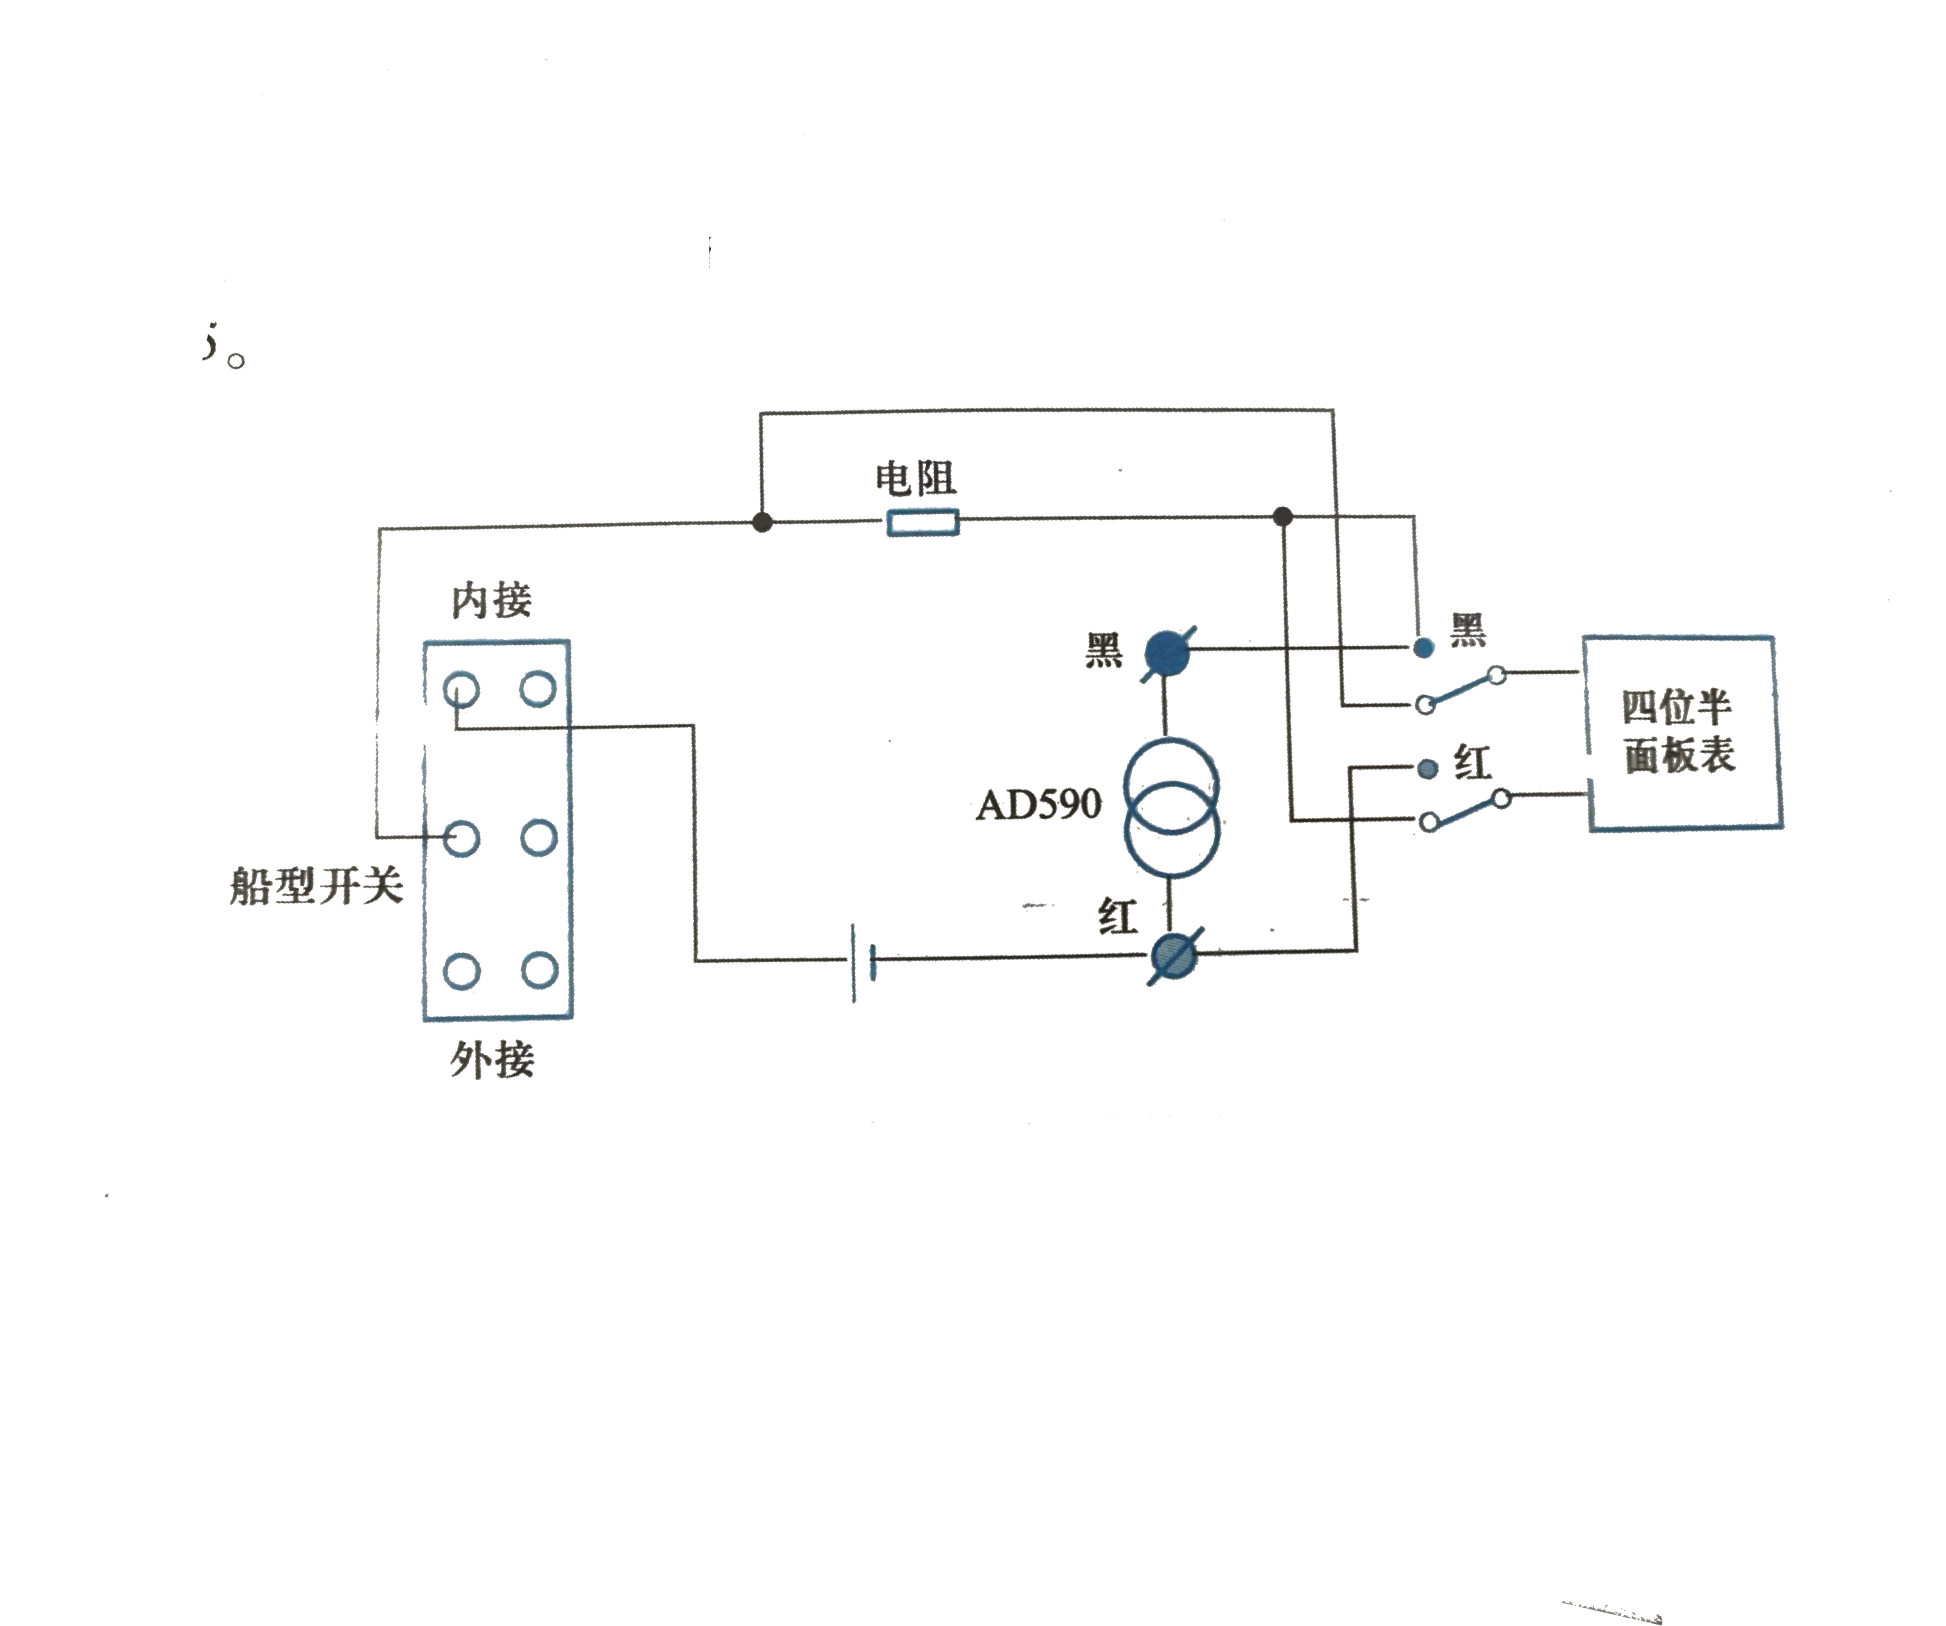 。
电阻
内接
黑
黑
四位半
面板表
红
AD590
船型开关
红
外接